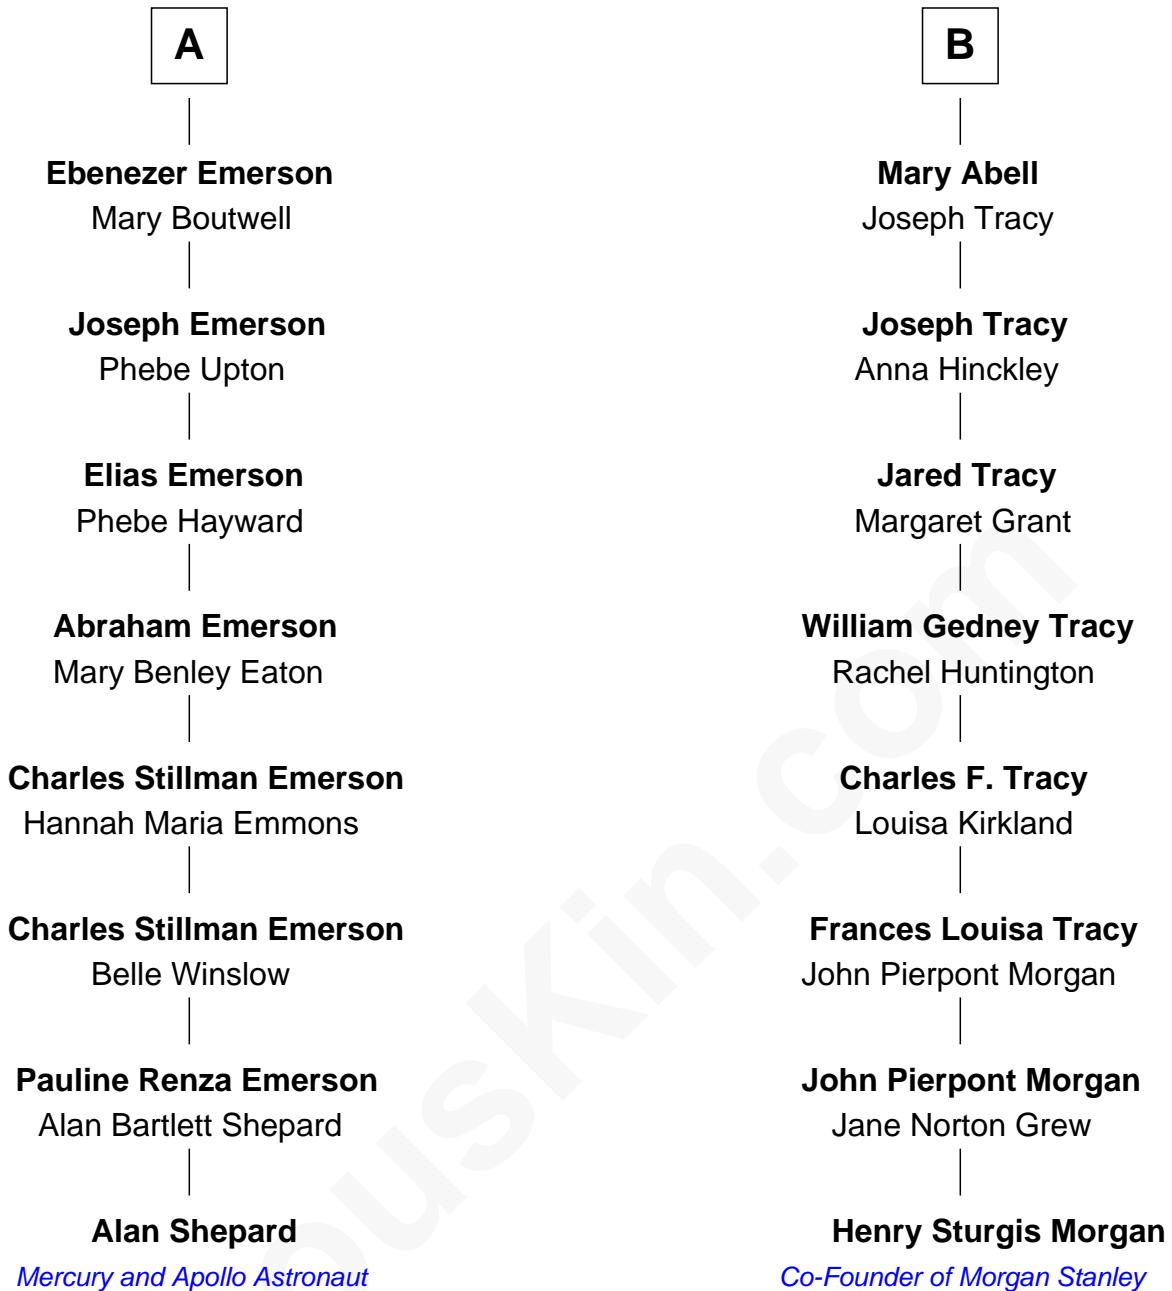 A
Ebenezer Emerson
Mary Boutwell
Joseph Emerson
Phebe Upton
Elias Emerson
Phebe Hayward
Abraham Emerson
Mary Benley Eaton
Charles Stillman Emerson
Hannah Maria Emmons
Charles Stillman Emerson
Belle Winslow
Pauline Renza Emerson
Alan Bartlett Shepard
Alan Shepard
Mercury and Apollo Astronaut
B
Mary Abell
Joseph Tracy
Joseph Tracy
Anna Hinckley
Jared Tracy
Margaret Grant
William Gedney Tracy
Rachel Huntington
Charles F. Tracy
Louisa Kirkland
Frances Louisa Tracy
John Pierpont Morgan
John Pierpont Morgan
Jane Norton Grew
Henry Sturgis Morgan
Co-Founder of Morgan Stanley
ousKin.com